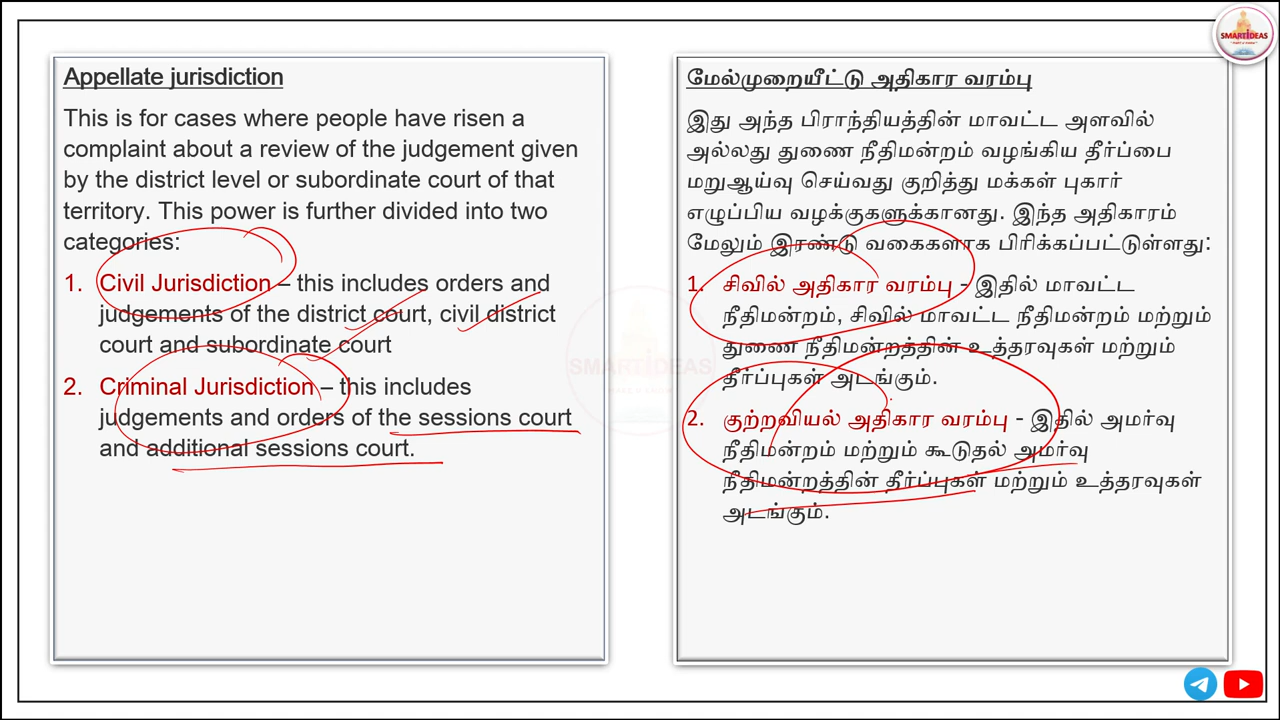 SMARTIDEAS
Appellate jurisdiction
This is for cases where people have risen a
complaint about a review of the judgement given
by the district level or subordinate court of that
territory. This power is further divided into two
categories:
1. Civil Jurisdiction – this includes orders and
judgements of the district court, civil district
court and subordinate court
2. Criminal Jurisdiction – this includes
judgements and orders of the sessions court
and additional sessions court.
மேல்முறையீட்டு அதிகார வரம்பு
இது அந்த பிராந்தியத்தின் மாவட்ட அளவில்
அல்லது துணை நீதிமன்றம் வழங்கிய தீர்ப்பை
மறுஆய்வு செய்வது குறித்து மக்கள் புகார்
எழுப்பிய வழக்குகளுக்கானது. இந்த அதிகாரம்
மேலும் இரண்டு வகைகளாக பிரிக்கப்பட்டுள்ளது:
1. சிவில் அதிகார வரம்பு - இதில் மாவட்ட
நீதிமன்றம், சிவில் மாவட்ட நீதிமன்றம் மற்றும்
துணை நீதிமன்றத்தின் உத்தரவுகள் மற்றும்
தீர்ப்புகள் அடங்கும்.
2. குற்றவியல் அதிகார வரம்பு - இதில் அமர்வு
நீதிமன்றம் மற்றும் கூடுதல் அமர்வு
நீதிமன்றத்தின் தீர்ப்புகள் மற்றும் உத்தரவுகள்
அடங்கும்.
SMARTIDEAS